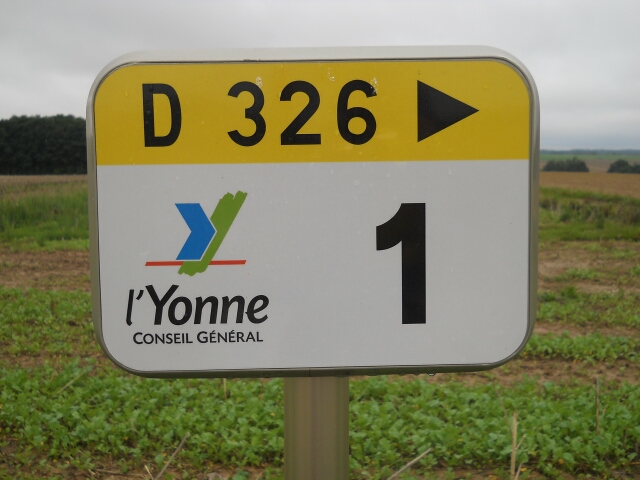 D 326
1
l'Yonne
CONSEIL GÉNÉRAL